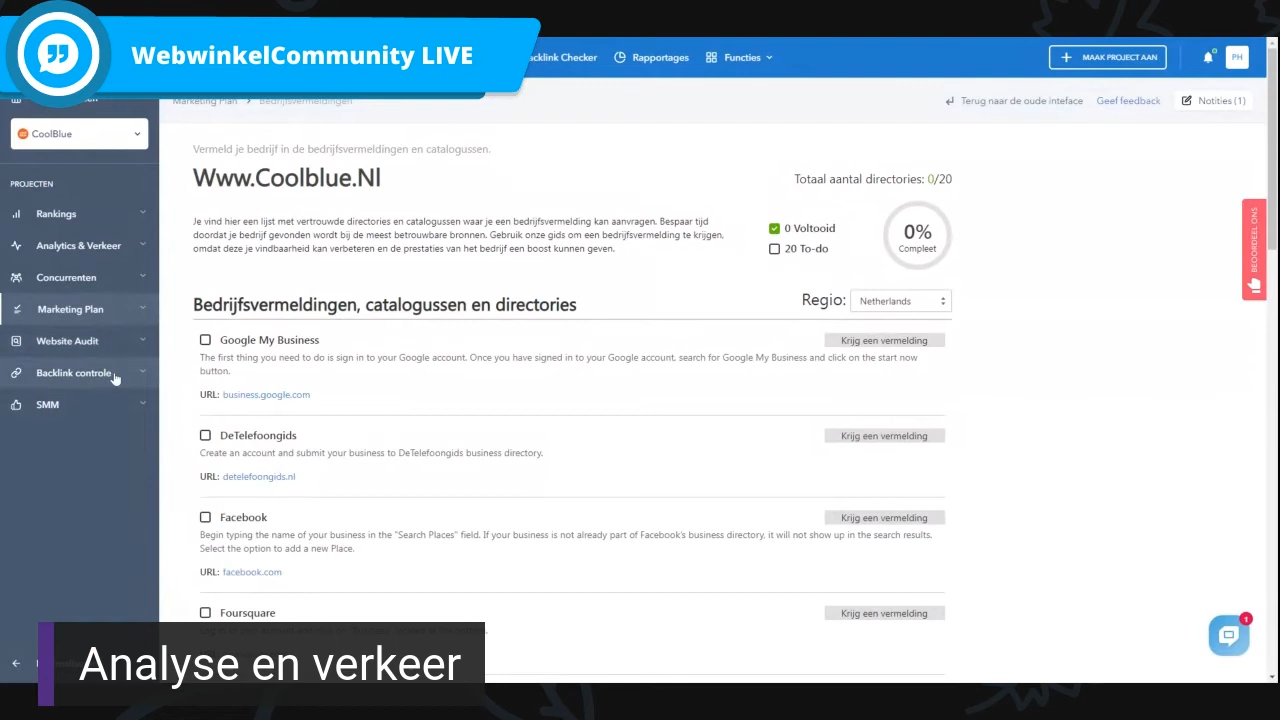 WebwinkelCommunity LIVE
cklink Checker
Rapportages
Functies
MAAK PROJECT AAN
PH
Marketing Plan
Bedrijfsvermeldingen
Terug naar de oude inteface
Geef feedback
Notities (1)
CoolBlue
PROJECTEN
Rankings
Analytics & Verkeer
Concurrenten
Marketing Plan
Website Audit
Backlink controle
SMM
Vermeld je bedrijf in de bedrijfsvermeldingen en catalogussen.
Www.Coolblue.Nl
Totaal aantal directories: 0/20
Je vind hier een lijst met vertrouwde directories en catalogussen waar je een bedrijfsvermelding kan aanvragen. Bespaar tijd
doordat je bedrijf gevonden wordt bij de meest betrouwbare bronnen. Gebruik onze gids om een bedrijfsvermelding te krijgen,
omdat deze je vindbaarheid kan verbeteren en de prestaties van het bedrijf een boost kunnen geven.
0 Voltooid
20 To-do
0%
Compleet
BEOORDEEL ONS
Bedrijfsvermeldingen, catalogussen en directories
Regio:
Netherlands
Google My Business
Krijg een vermelding
The first thing you need to do is sign in to your Google account. Once you have signed in to your Google account, search for Google My Business and click on the start now
button.
URL: business.google.com
DeTelefoongids
Krijg een vermelding
Create an account and submit your business to DeTelefoongids business directory.
URL: detelefoongids.nl
Facebook
Krijg een vermelding
Begin typing the name of your business in the "Search Places" field. If your business is not already part of Facebook's business directory, it will not show up in the search results.
Select the option to add a new Place.
URL: facebook.com
Foursquare
Krijg een vermelding
1
Analyse en verkeer